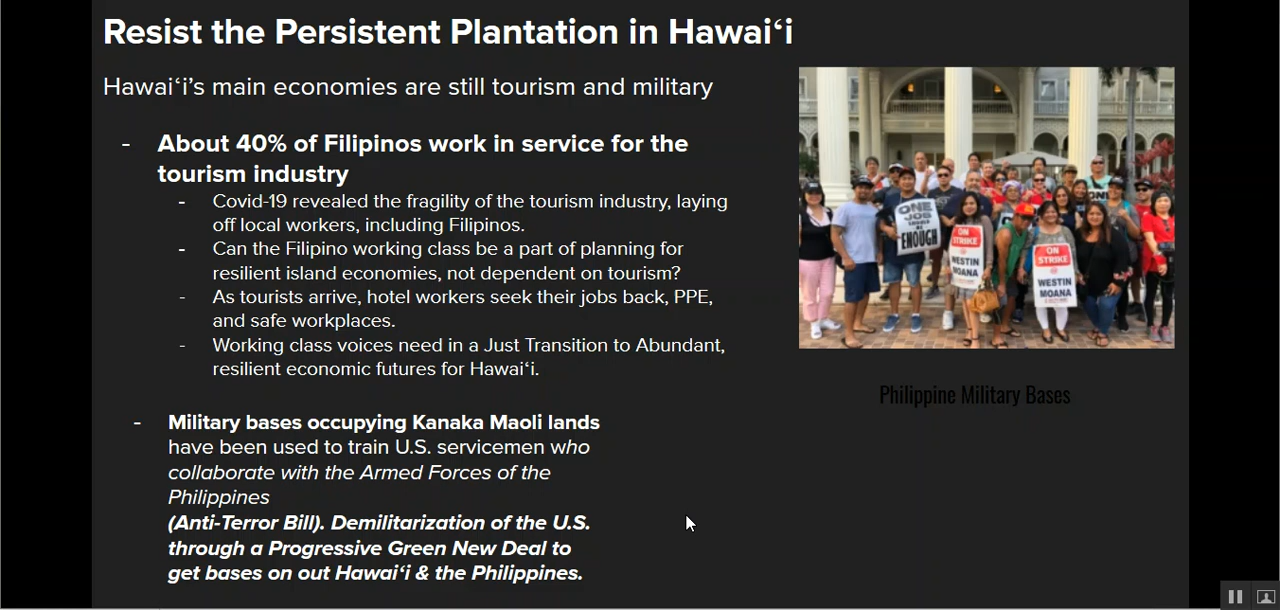 Resist the Persistent Plantation in Hawaiʻi
Hawaiʻi’s main economies are still tourism and military
- About 40% of Filipinos work in service for the
tourism industry
- Covid-19 revealed the fragility of the tourism industry, laying
off local workers, including Filipinos.
- Can the Filipino working class be a part of planning for
resilient island economies, not dependent on tourism?
- As tourists arrive, hotel workers seek their jobs back, PPE,
and safe workplaces.
- Working class voices need in a Just Transition to Abundant,
resilient economic futures for Hawaiʻi.
- Military bases occupying Kanaka Maoli lands
have been used to train U.S. servicemen who
collaborate with the Armed Forces of the
Philippines
(Anti-Terror Bill). Demilitarization of the U.S.
through a Progressive Green New Deal to
get bases on out Hawaiʻi & the Philippines.
ONE
JOB
SHOULD
BE
ENOUGH
ON
STRIKE
@
WESTIN
MOANA
ON
STRIKE
@
WESTIN
MOANA
ONE
Philippine Military Bases